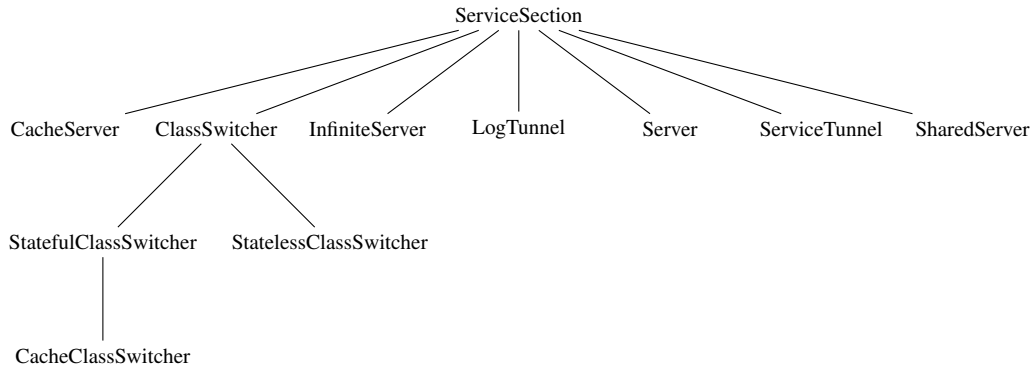 ServiceSection
CacheServer ClassSwitcher InfiniteServer LogTunnel Server ServiceTunnel SharedServer
StatefulClassSwitcher StatelessClassSwitcher
CacheClassSwitcher